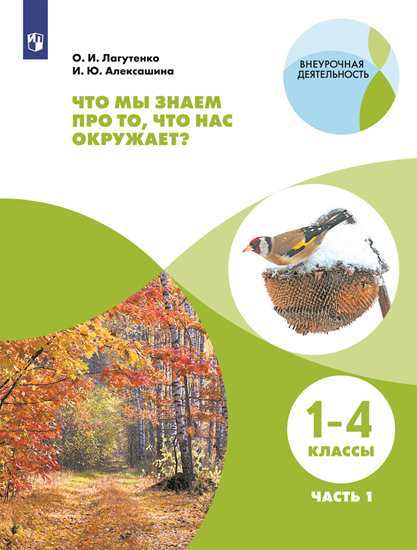 О. И. Лагутенко
И. Ю. Алексашина
ВНЕУРОЧНАЯ
ДЕЯТЕЛЬНОСТЬ
ЧТО МЫ ЗНАЕМ
ПРО ТО, ЧТО НАС
ОКРУЖАЕТ?
1–4
КЛАССЫ
ЧАСТЬ 1